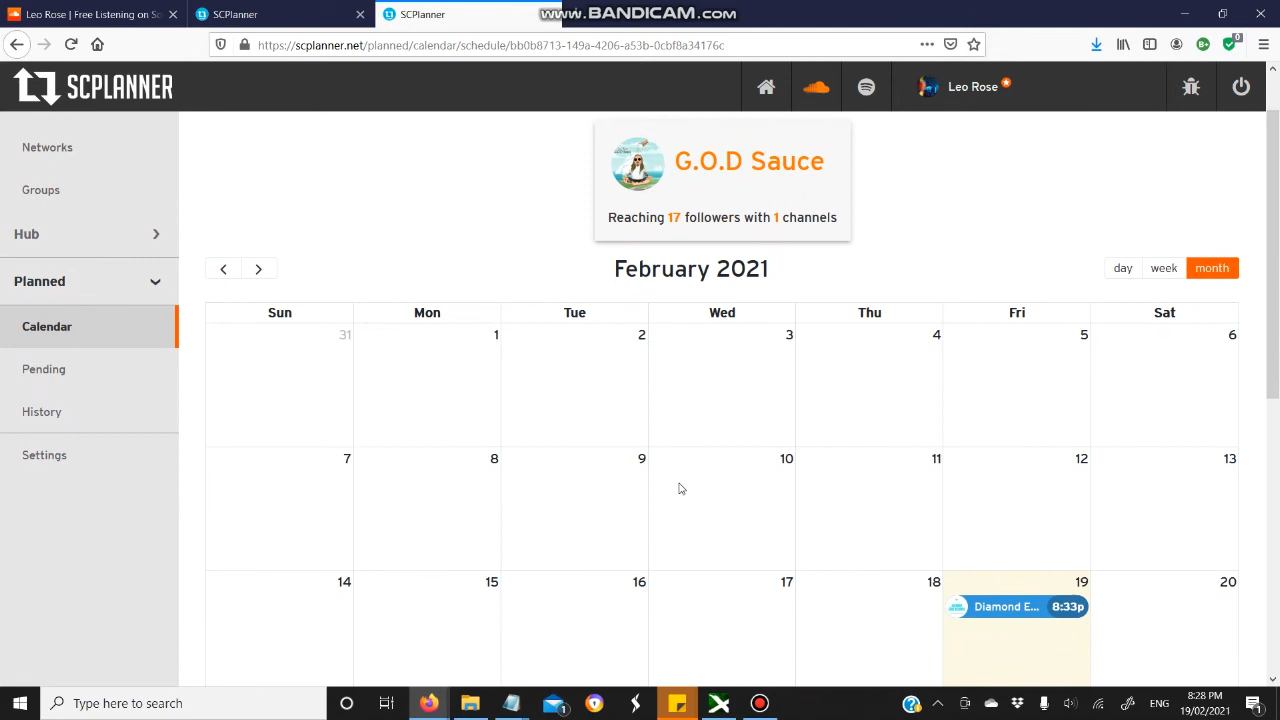 Leo Rose | Free Listening on So
SCPlanner
SCPlanner
www.BANDICAM.com
https://scplanner.net/planned/calendar/schedule/bb0b8713-149a-4206-a53b-0cbf8a34176c
0
SCPLANNER
Leo Rose
Networks
Groups
Hub
Planned
Calendar
Pending
History
Settings
G.O.D Sauce
Reaching 17 followers with 1 channels
February 2021
day week month
Sun Mon Tue Wed Thu Fri Sat
31 1 2 3 4 5 6
7 8 9 10 11 12 13
14 15 16 17 18 19 20
Diamond E... 8:33p
Type here to search
1
ENG
8:28 PM
19/02/2021
1